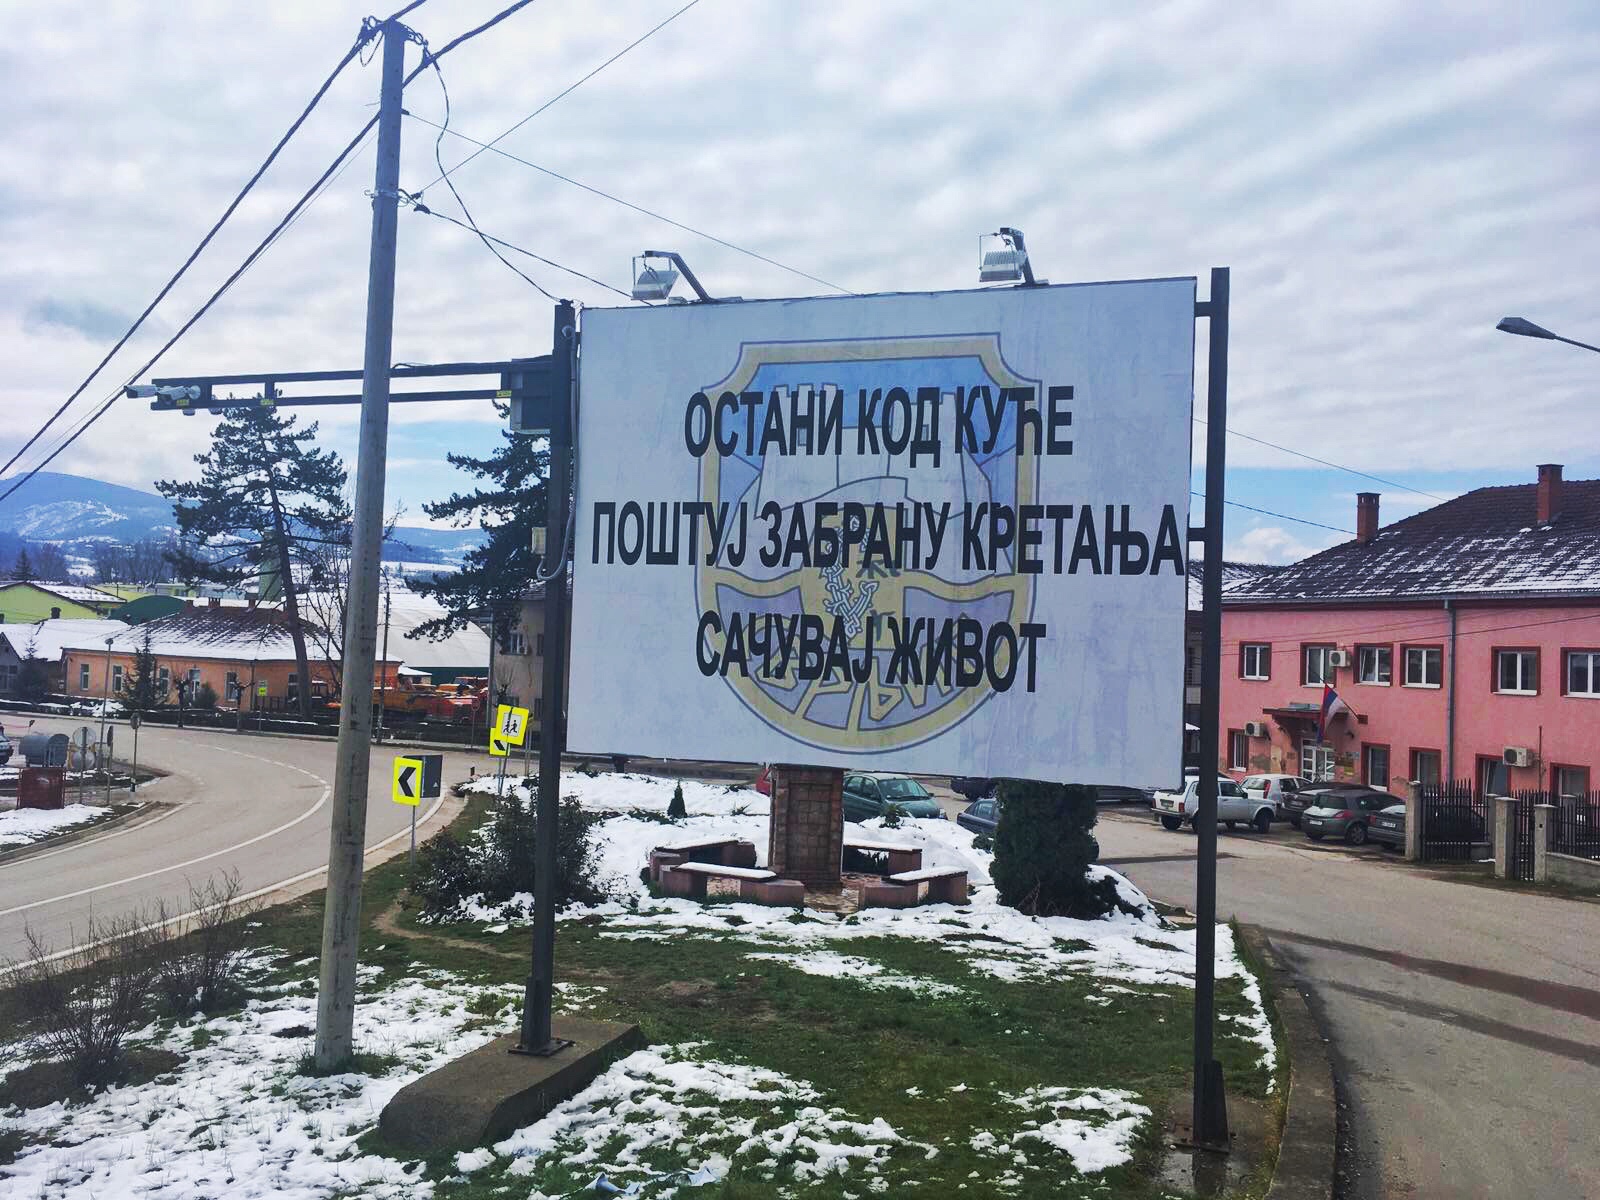 ОСТАНИ КОД КУЋЕ
ПОШТУЈ ЗАБРАНУ КРЕТАЊА
САЧУВАЈ ЖИВОТ